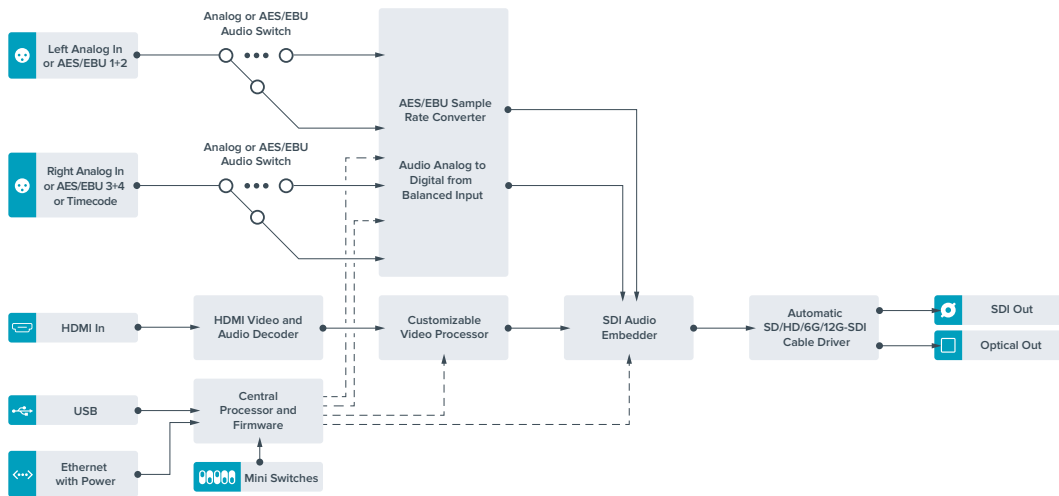 Analog or AES/EBU
Audio Switch
Left Analog In
or AES/EBU 1+2
AES/EBU Sample
Rate Converter
Analog or AES/EBU
Audio Switch
Right Analog In
or AES/EBU 3+4
or Timecode
Audio Analog to
Digital from
Balanced Input
HDMI In
HDMI Video and
Audio Decoder
Customizable
Video Processor
SDI Audio
Embedder
Automatic
SD/HD/6G/12G-SDI
Cable Driver
SDI Out
Optical Out
USB
Central
Processor and
Firmware
Ethernet
with Power
Mini Switches